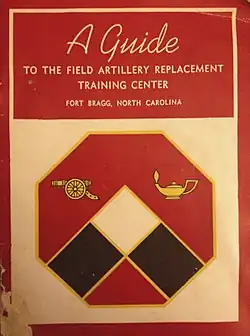 A Guide
TO THE FIELD ARTILLERY REPLACEMENT
TRAINING CENTER
FORT BRAGG, NORTH CAROLINA